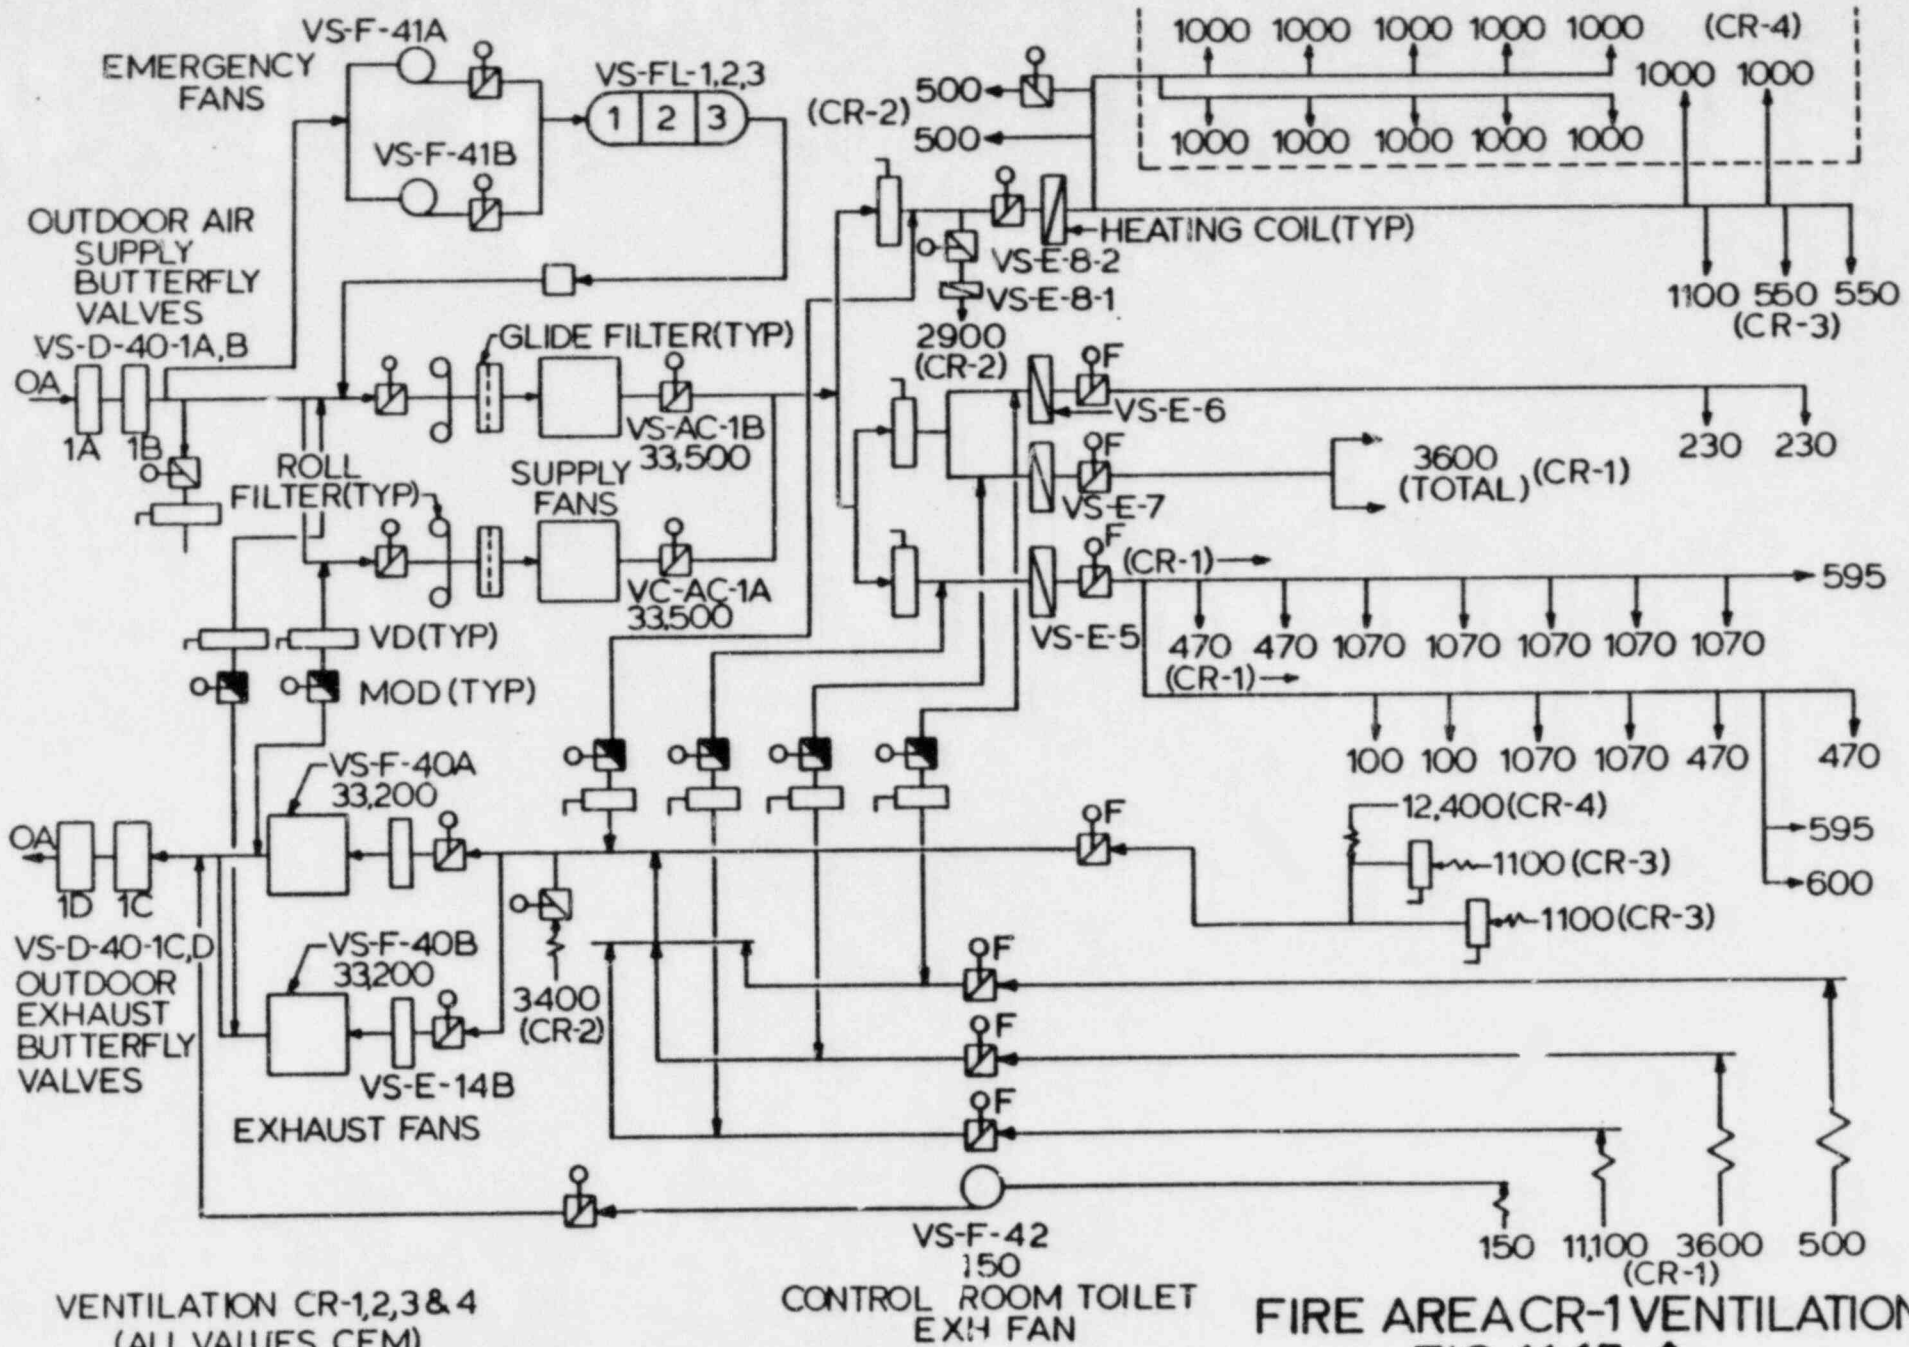 VS-F-41A
EMERGENCY
FANS
VS-FL-1,2,3
1 2 3
VS-F-41B
OUTDOOR AIR
SUPPLY
BUTTERFLY
VALVES
VS-D-40-1A,B
OA
1A 1B
ROLL
FILTER(TYP)
GLIDE FILTER(TYP)
VS-AC-1B
33,500
SUPPLY
FANS
VC-AC-1A
33,500
VD(TYP)
MOD(TYP)
(CR-2)
500
500
1000 1000 1000 1000 1000 (CR-4)
1000 1000
1000 1000 1000 1000 1000
HEATING COIL(TYP)
VS-E-8-2
VS-E-8-1
2900
(CR-2)
1100 550 550
(CR-3)
F
VS-E-6
230 230
F
VS-E-7
3600
(TOTAL) (CR-1)
F
(CR-1)
595
VS-E-5
470 470 1070 1070 1070 1070 1070
(CR-1)
100 100 1070 1070 470 470
595
600
VS-F-40A
33,200
OA
1D 1C
VS-D-40-1C,D
OUTDOOR
EXHAUST
BUTTERFLY
VALVES
VS-F-40B
33,200
VS-E-14B
EXHAUST FANS
3400
(CR-2)
F
12,400(CR-4)
1100(CR-3)
1100(CR-3)
F
F
F
VS-F-42
150
CONTROL ROOM TOILET
EXH FAN
150 11,100 3600 500
(CR-1)
VENTILATION CR-1,2,3&4
(ALL VALUES CFM)
FIRE AREA CR-1 VENTILATION